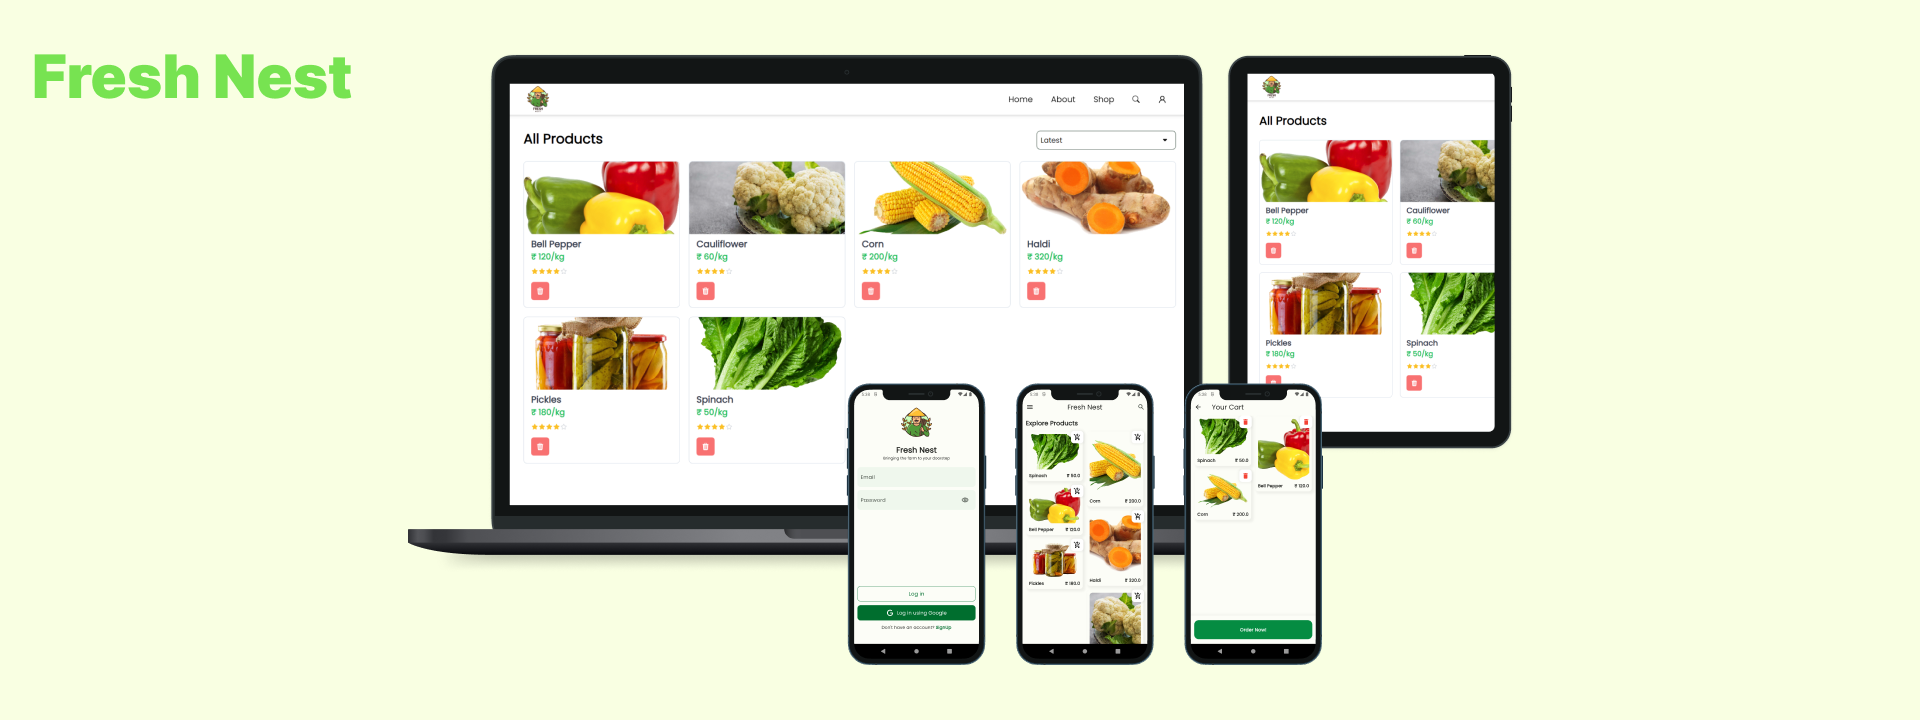 Fresh Nest
FRESH
Home About Shop
All Products
Latest
Bell Pepper
₹ 120/kg
Cauliflower
₹ 60/kg
Corn
₹ 200/kg
Haldi
₹ 320/kg
Pickles
₹ 180/kg
Spinach
₹ 50/kg
All Products
Bell Pepper
₹ 120/kg
Cauliflower
₹ 60/kg
Pickles
₹ 180/kg
Spinach
₹ 50/kg
Fresh Nest
Bringing the farm to your doorstep
Email
Password
Log in
G Log in using Google
Don't have an account? SignUp
Fresh Nest
Explore Products
Spinach ₹ 50.0
Corn ₹ 200.0
Bell Pepper ₹ 120.0
Haldi ₹ 320.0
Pickles ₹ 180.0
Your Cart
Spinach ₹ 50.0
Bell Pepper ₹ 120.0
Corn ₹ 200.0
Order Now!